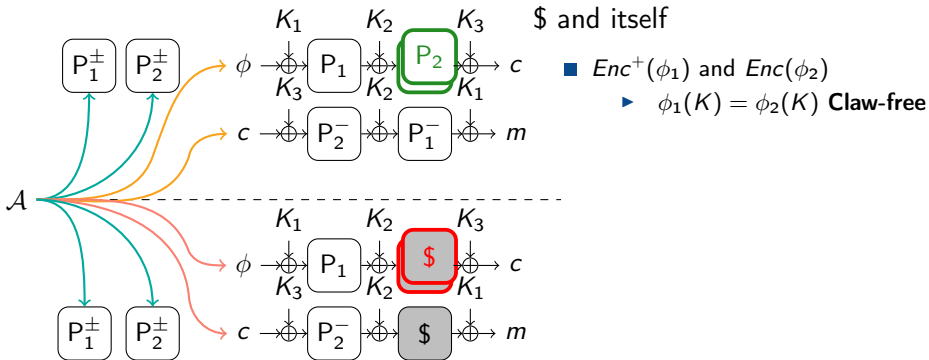 $ and itself
Enc⁺(ϕ₁) and Enc(ϕ₂)
ϕ₁(K) = ϕ₂(K) Claw-free
K₁ K₂ K₃
P₁± P₂± ϕ P₁ P₂ c
K₃ K₂ K₁
c P₂⁻ P₁⁻ m
A
K₁ K₂ K₃
ϕ P₁ $ c
K₃ K₂ K₁
P₁± P₂± c P₂⁻ $ m